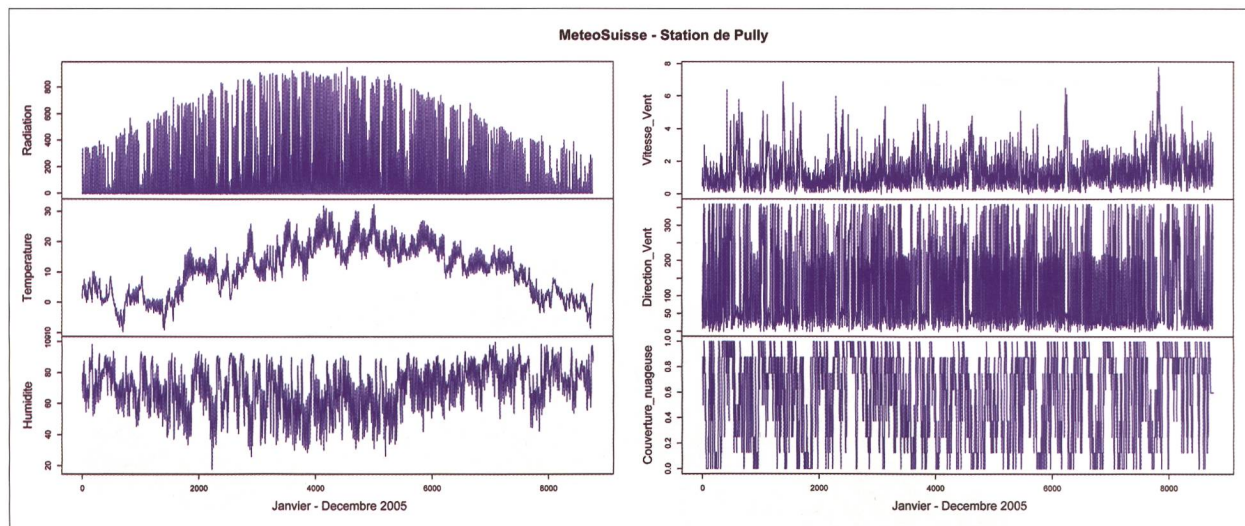 MeteoSuisse - Station de Pully
Radiation
0 200 400 600 800
Temperature
10 0 10 20 30
Humidite
20 40 60 80 100
0 2000 4000 6000 8000
Janvier - Decembre 2005
Vitesse_Vent
0 2 4 6 8
Direction_Vent
0 50 100 200 300
Couverture_nuageuse
0.0 0.2 0.4 0.6 0.8 1.0
0 2000 4000 6000 8000
Janvier - Decembre 2005